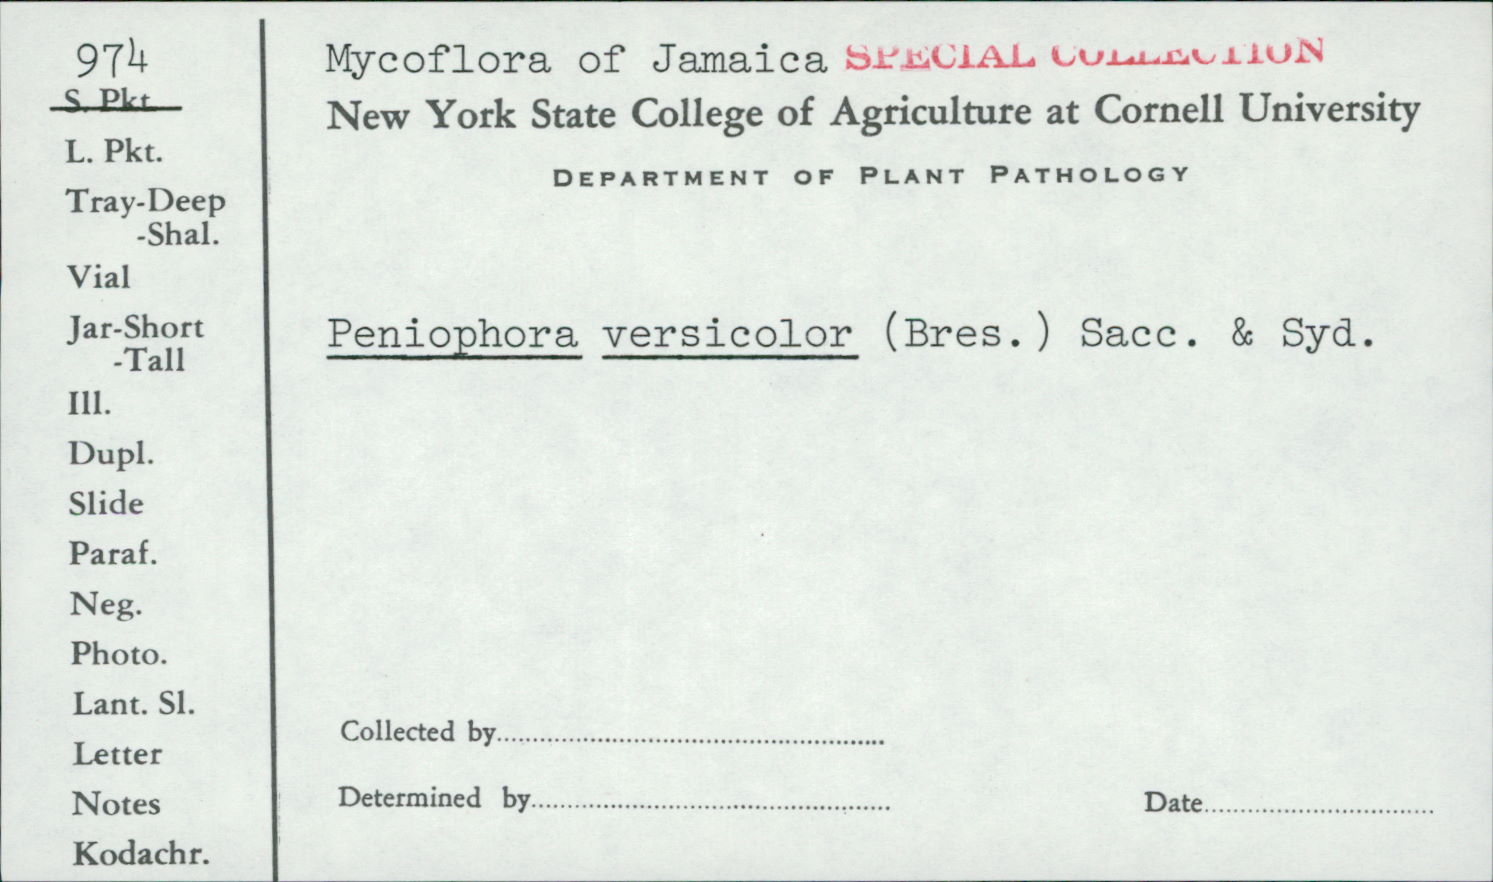 974
S. Pkt
L. Pkt.
Tray-Deep
-Shal.
Vial
Jar-Short
-Tall
Ill.
Dupl.
Slide
Paraf.
Neg.
Photo.
Lant. Sl.
Letter
Notes
Kodachr.
Mycoflora of Jamaica SPECIAL COLLECTION
New York State College of Agriculture at Cornell University
DEPARTMENT OF PLANT PATHOLOGY
Peniophora versicolor (Bres.) Sacc. & Syd.
Collected by
Determined by
Date